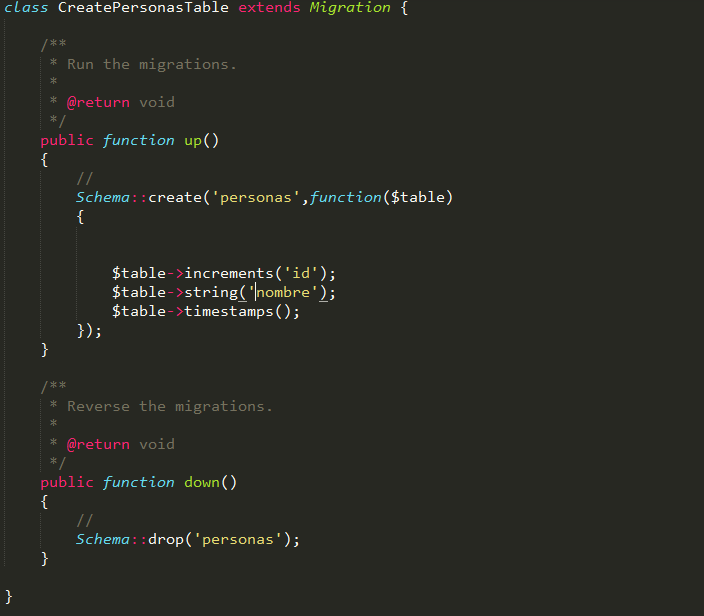 class CreatePersonasTable extends Migration {
/**
* Run the migrations.
*
* @return void
*/
public function up()
{
//
Schema::create('personas',function($table)
{
$table->increments('id');
$table->string('nombre');
$table->timestamps();
});
}
/**
* Reverse the migrations.
*
* @return void
*/
public function down()
{
//
Schema::drop('personas');
}
}